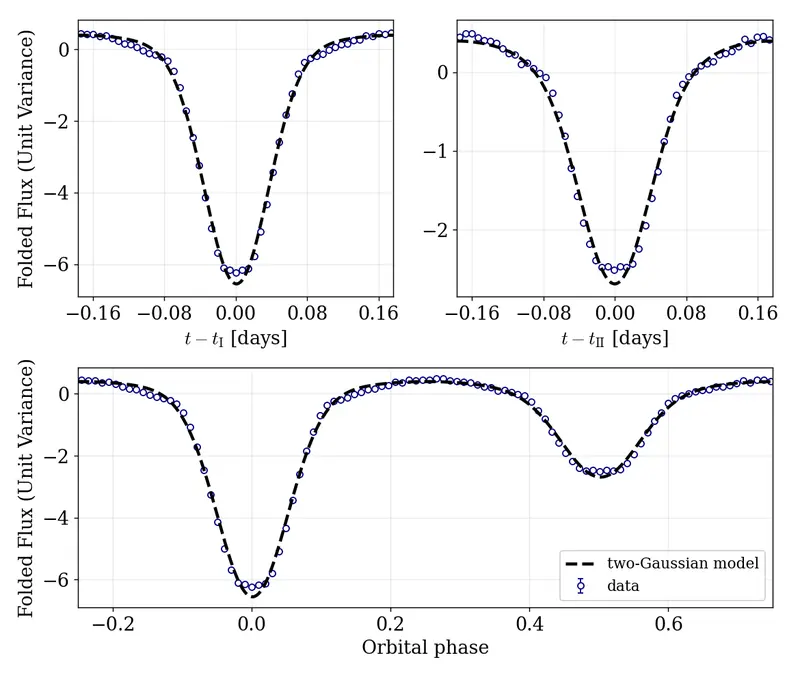 Folded Flux (Unit Variance)
0
−2
−4
−6
−0.16 −0.08 0.00 0.08 0.16
t − tI [days]
0
−1
−2
−0.16 −0.08 0.00 0.08 0.16
t − tII [days]
Folded Flux (Unit Variance)
0
−2
−4
−6
−0.2 0.0 0.2 0.4 0.6
Orbital phase
two-Gaussian model
data